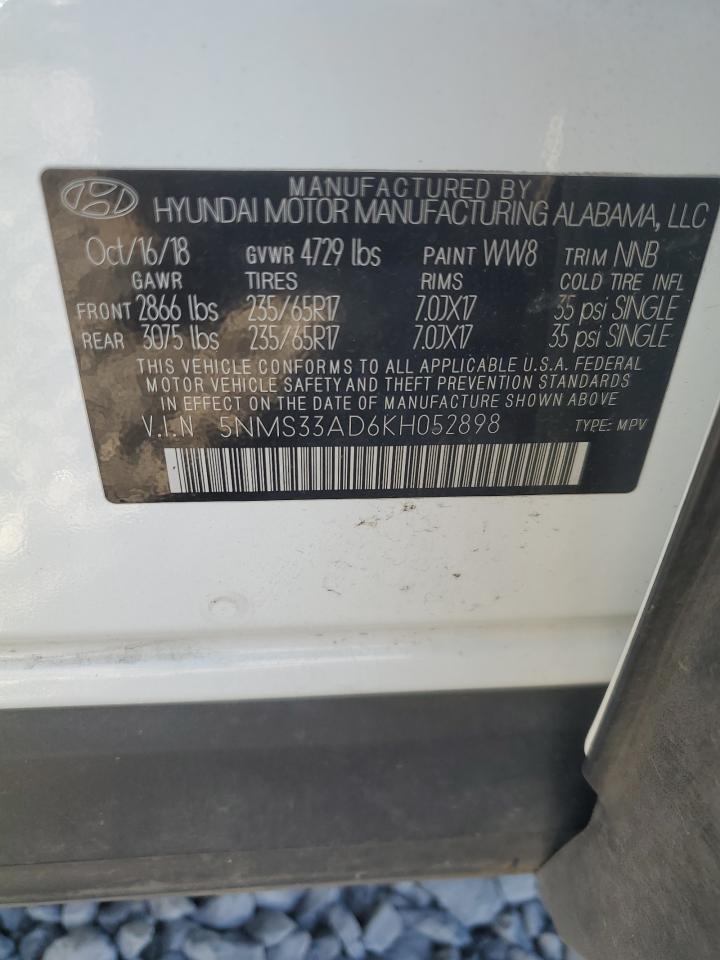 MANUFACTURED BY
HYUNDAI MOTOR MANUFACTURING ALABAMA, LLC
Oct/16/18 GVWR 4729 lbs PAINT WW8 TRIM NNB
GAWR TIRES RIMS COLD TIRE INFL
FRONT 2866 lbs 235/65R17 7.0JX17 35 psi SINGLE
REAR 3075 lbs 235/65R17 7.0JX17 35 psi SINGLE
THIS VEHICLE CONFORMS TO ALL APPLICABLE U.S.A. FEDERAL
MOTOR VEHICLE SAFETY AND THEFT PREVENTION STANDARDS
IN EFFECT ON THE DATE OF MANUFACTURE SHOWN ABOVE.
V.I.N 5NMS33AD6KH052898 TYPE: MPV